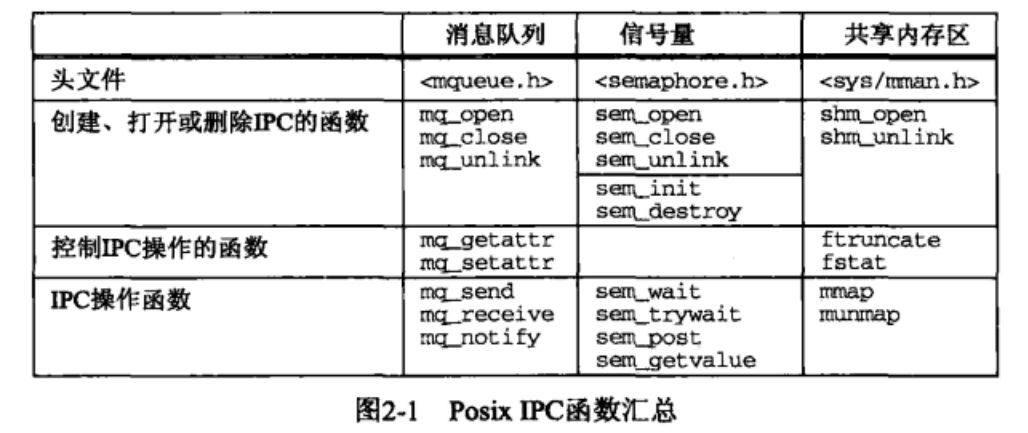 消息队列 信号量 共享内存区
头文件 <mqueue.h> <semaphore.h> <sys/mman.h>
创建、打开或删除IPC的函数 mq_open sem_open shm_open
mq_close sem_close shm_unlink
mq_unlink sem_unlink
sem_init
sem_destroy
控制IPC操作的函数 mq_getattr ftruncate
mq_setattr fstat
IPC操作函数 mq_send sem_wait mmap
mq_receive sem_trywait munmap
mq_notify sem_post
sem_getvalue
图2-1 Posix IPC函数汇总